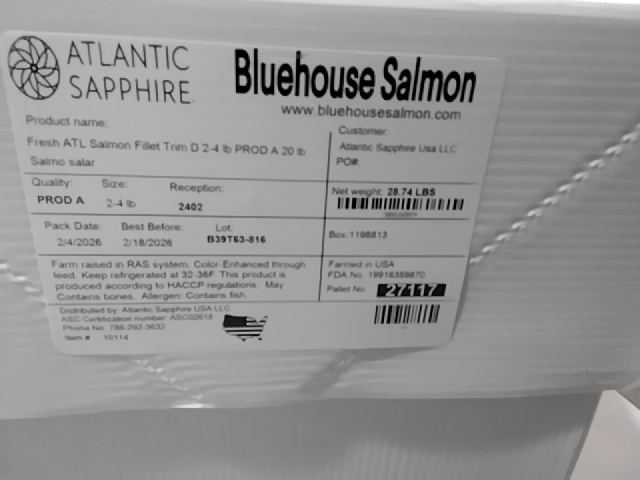 ATLANTIC
SAPPHIRE
Bluehouse Salmon
www.bluehousesalmon.com
Product name:
Fresh ATL Salmon Fillet Trim D 2-4 lb PROD A 20 lb
Salmo salar
Customer:
Atlantic Sapphire Usa LLC
PO#:
Quality:
PROD A
Size:
2-4 lb
Reception:
2402
Net weight: 28.74 LBS
Pack Date:
2/4/2026
Best Before:
2/18/2026
Lot:
B39T63-816
Box:1198813
Farm raised in RAS system. Color-Enhanced through
feed. Keep refrigerated at 32-36F. This product is
produced according to HACCP regulations. May
Contains bones. Allergen: Contains fish.
Farmed in USA
FDA No. 19916359870
Pallet No: 27117
Distributed by: Atlantic Sapphire USA LLC
ASC Certification number: ASC02618
Phone No: 786-292-3632
Item # 10114